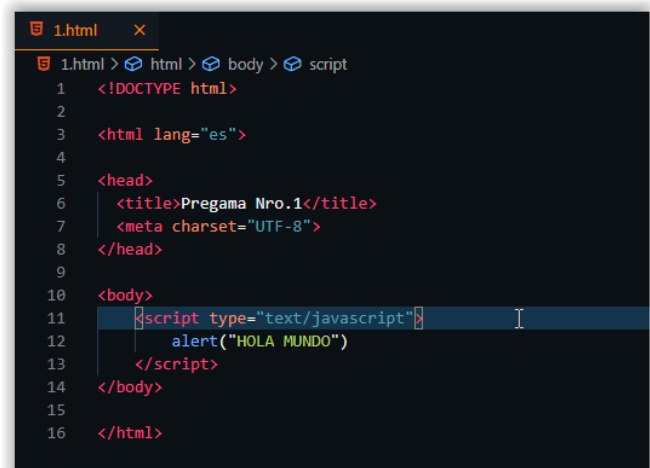 1.html ×
1.html > html > body > script
1 <!DOCTYPE html>
2
3 <html lang="es">
4
5 <head>
6 <title>Pregama Nro.1</title>
7 <meta charset="UTF-8">
8 </head>
9
10 <body>
11 <script type="text/javascript">
12 alert("HOLA MUNDO")
13 </script>
14 </body>
15
16 </html>